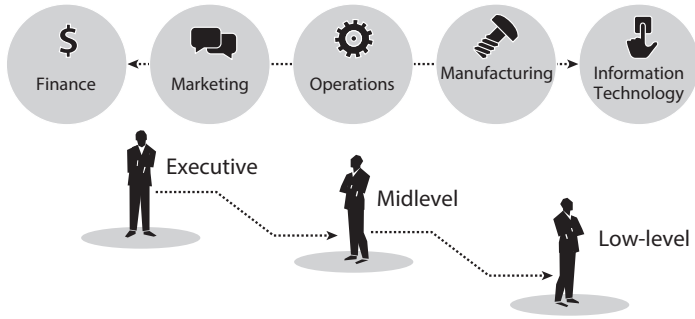 $
Finance
Marketing
Operations
Manufacturing
Information
Technology
Executive
Midlevel
Low-level